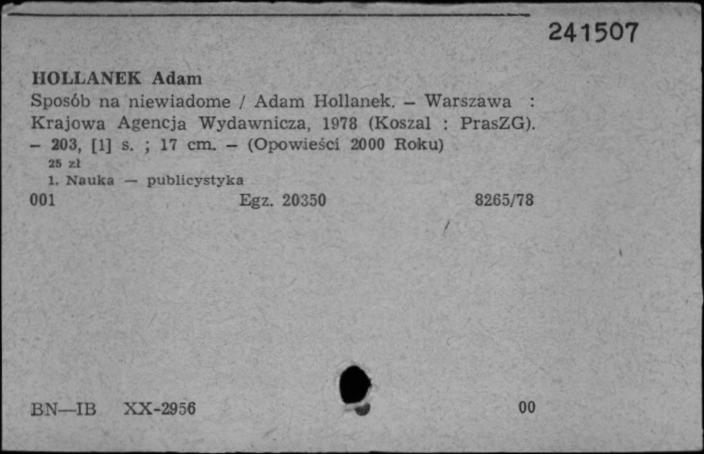 241507
HOLLANEK Adam
Sposób na niewiadome / Adam Hollanek. — Warszawa :
Krajowa Agencja Wydawnicza, 1978 (Koszal : PrasZG).
— 203, [1] s. ; 17 cm. — (Opowieści 2000 Roku)
25 zł
1. Nauka — publicystyka
001 Egz. 20350 8265/78
BN—IB XX-2956 00